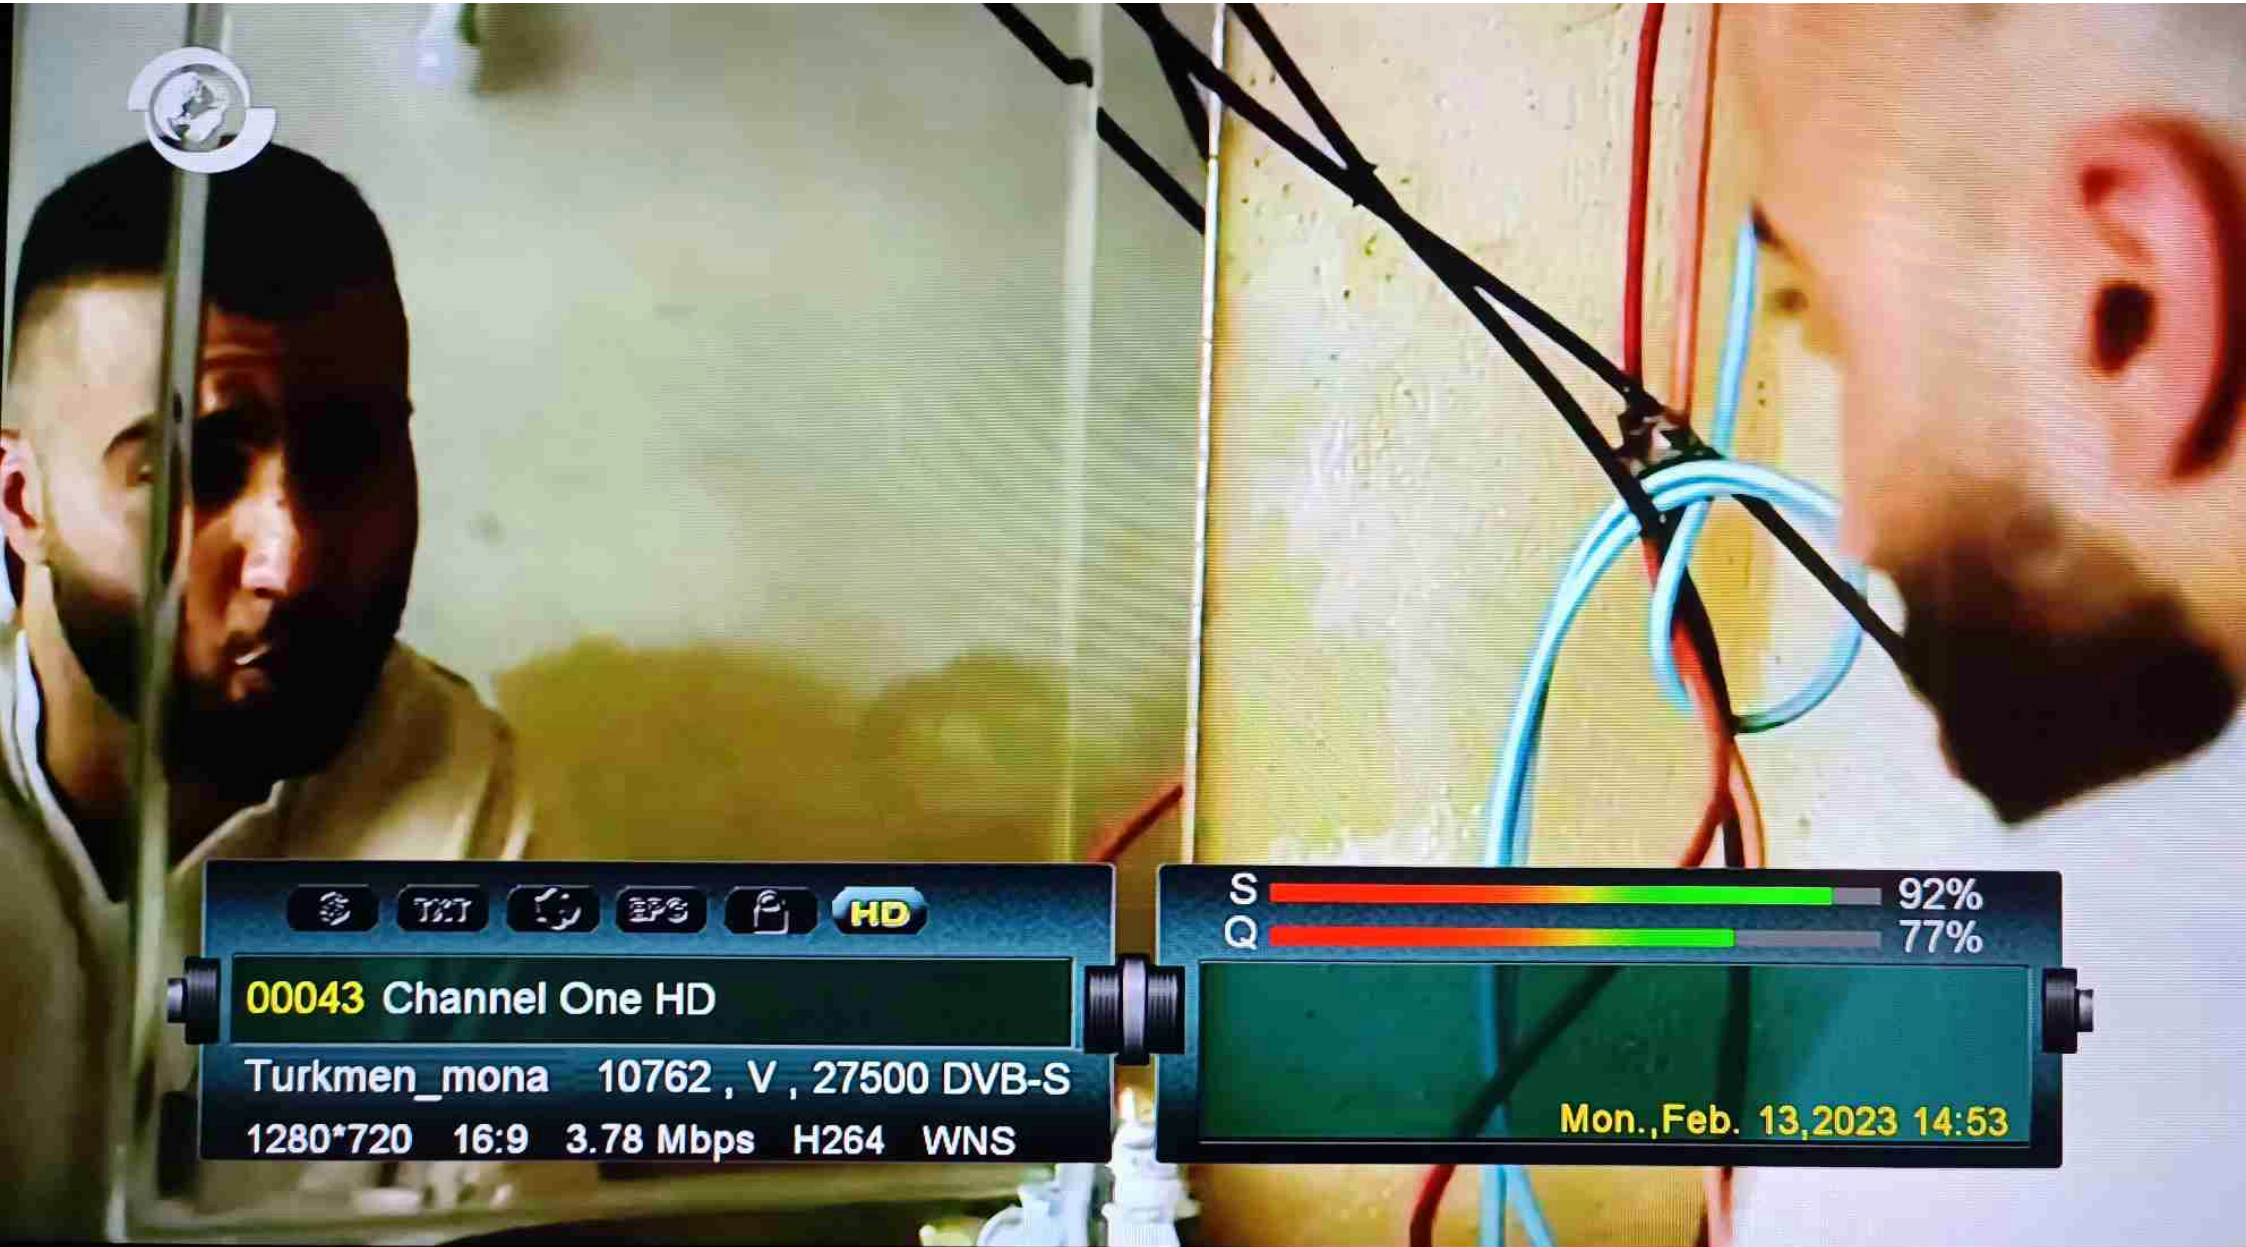 TXT EPG HD
S 92%
Q 77%
00043 Channel One HD
Turkmen_mona 10762 , V , 27500 DVB-S
1280*720 16:9 3.78 Mbps H264 WNS
Mon.,Feb. 13,2023 14:53